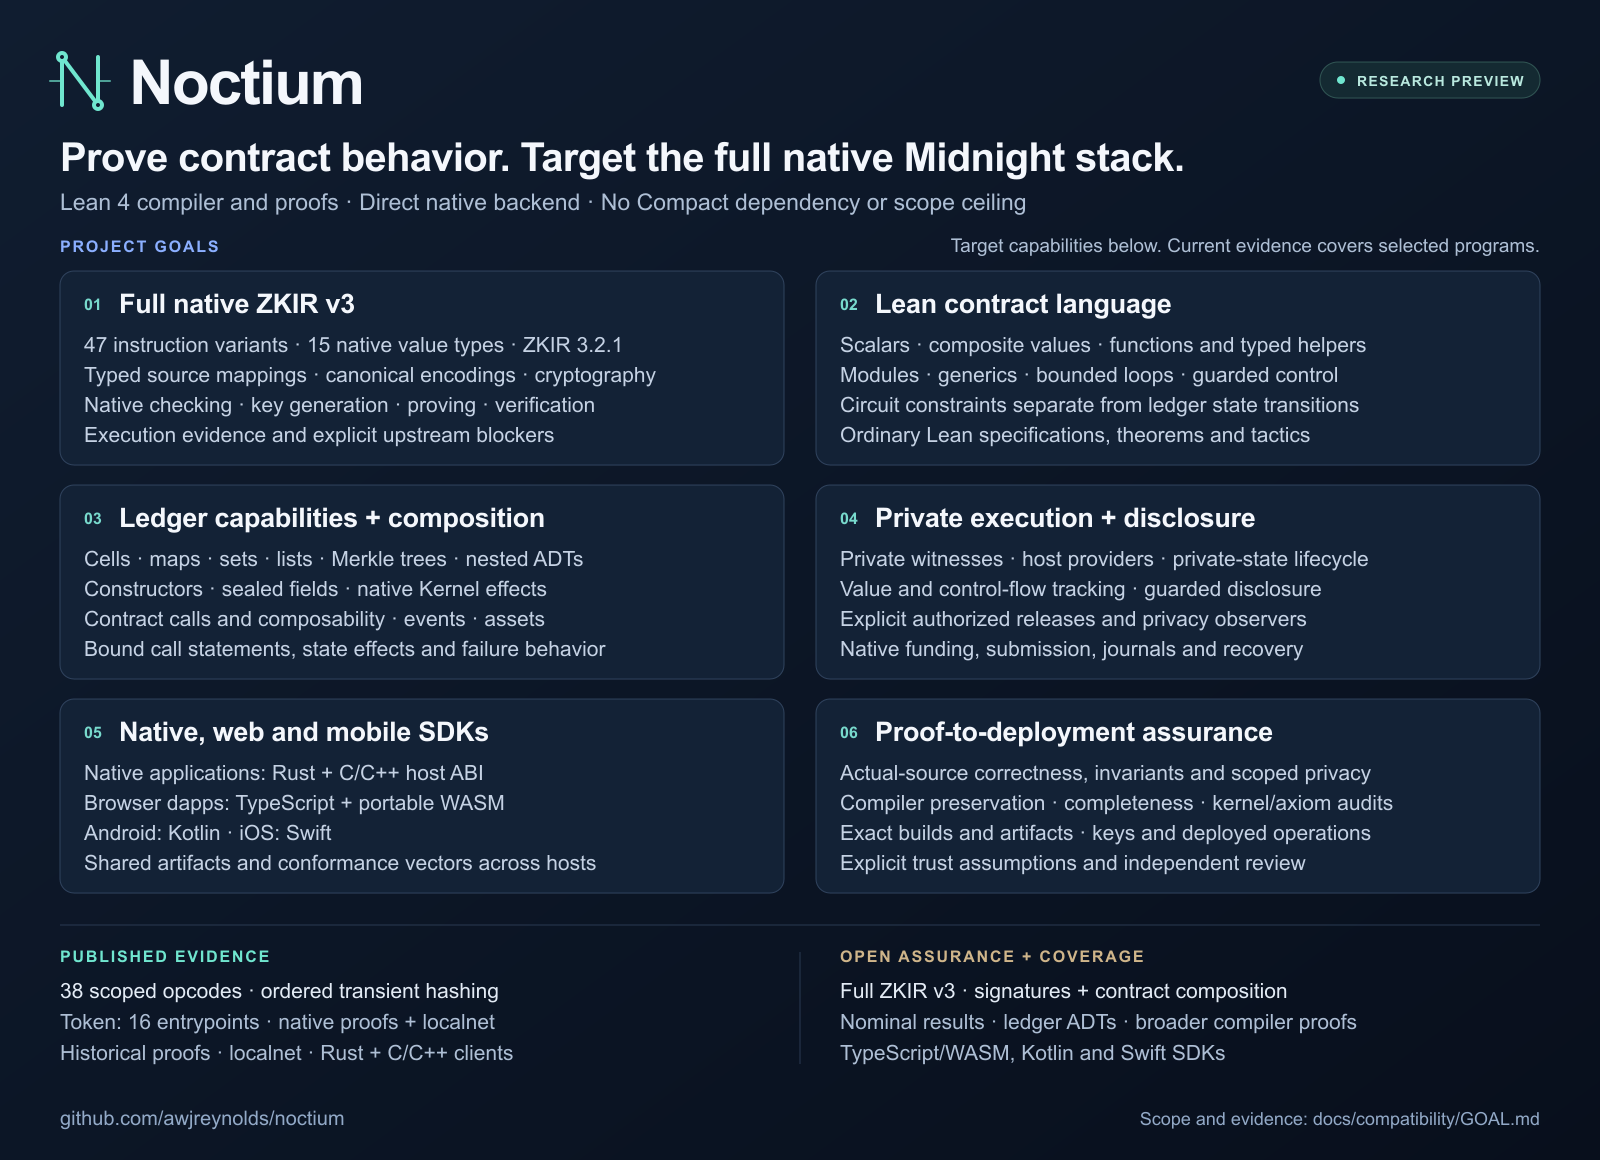 Noctium
RESEARCH PREVIEW
Prove contract behavior. Target the full native Midnight stack.
Lean 4 compiler and proofs · Direct native backend · No Compact dependency or scope ceiling
PROJECT GOALS
Target capabilities below. Current evidence covers selected programs.
01 Full native ZKIR v3
47 instruction variants · 15 native value types · ZKIR 3.2.1
Typed source mappings · canonical encodings · cryptography
Native checking · key generation · proving · verification
Execution evidence and explicit upstream blockers
02 Lean contract language
Scalars · composite values · functions and typed helpers
Modules · generics · bounded loops · guarded control
Circuit constraints separate from ledger state transitions
Ordinary Lean specifications, theorems and tactics
03 Ledger capabilities + composition
Cells · maps · sets · lists · Merkle trees · nested ADTs
Constructors · sealed fields · native Kernel effects
Contract calls and composability · events · assets
Bound call statements, state effects and failure behavior
04 Private execution + disclosure
Private witnesses · host providers · private-state lifecycle
Value and control-flow tracking · guarded disclosure
Explicit authorized releases and privacy observers
Native funding, submission, journals and recovery
05 Native, web and mobile SDKs
Native applications: Rust + C/C++ host ABI
Browser dapps: TypeScript + portable WASM
Android: Kotlin · iOS: Swift
Shared artifacts and conformance vectors across hosts
06 Proof-to-deployment assurance
Actual-source correctness, invariants and scoped privacy
Compiler preservation · completeness · kernel/axiom audits
Exact builds and artifacts · keys and deployed operations
Explicit trust assumptions and independent review
PUBLISHED EVIDENCE
38 scoped opcodes · ordered transient hashing
Token: 16 entrypoints · native proofs + localnet
Historical proofs · localnet · Rust + C/C++ clients
OPEN ASSURANCE + COVERAGE
Full ZKIR v3 · signatures + contract composition
Nominal results · ledger ADTs · broader compiler proofs
TypeScript/WASM, Kotlin and Swift SDKs
github.com/awjreynolds/noctium
Scope and evidence: docs/compatibility/GOAL.md